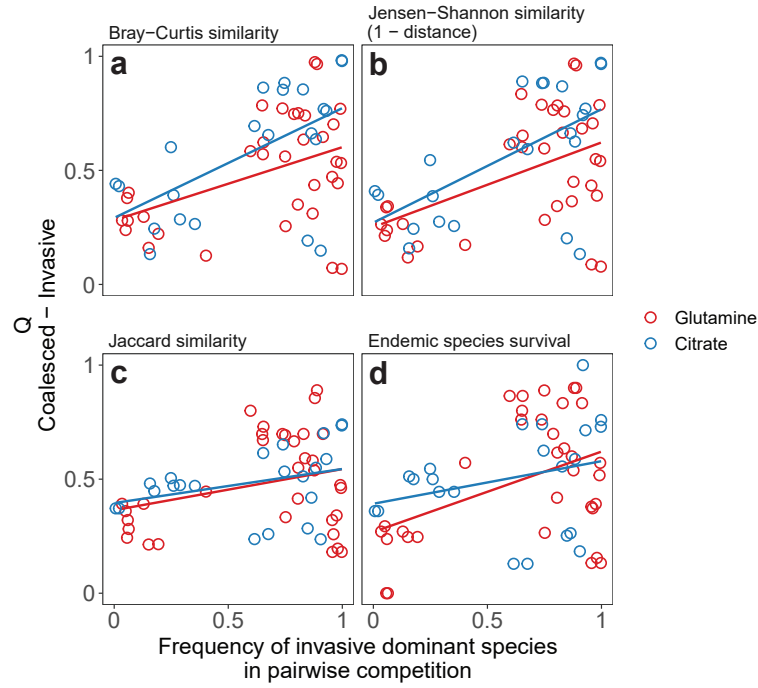 Bray−Curtis similarity
Jensen−Shannon similarity
(1 − distance)
a
b
1
0.5
0
Q
Coalesced − Invasive
Glutamine
Citrate
Jaccard similarity
Endemic species survival
c
d
1
0.5
0
0
0.5
1
0
0.5
1
Frequency of invasive dominant species
in pairwise competition